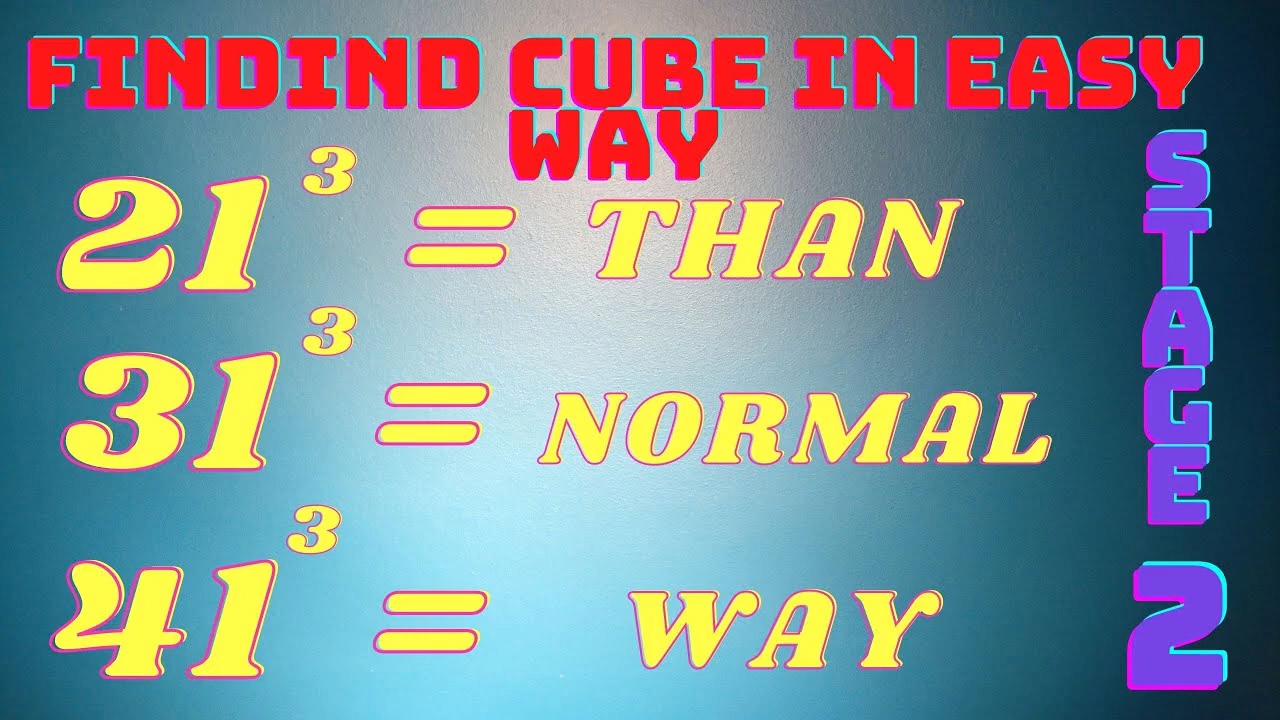 FINDIND CUBE IN EASY
WAY
21³ = THAN
31³ = NORMAL
41³ = WAY
STAGE
2